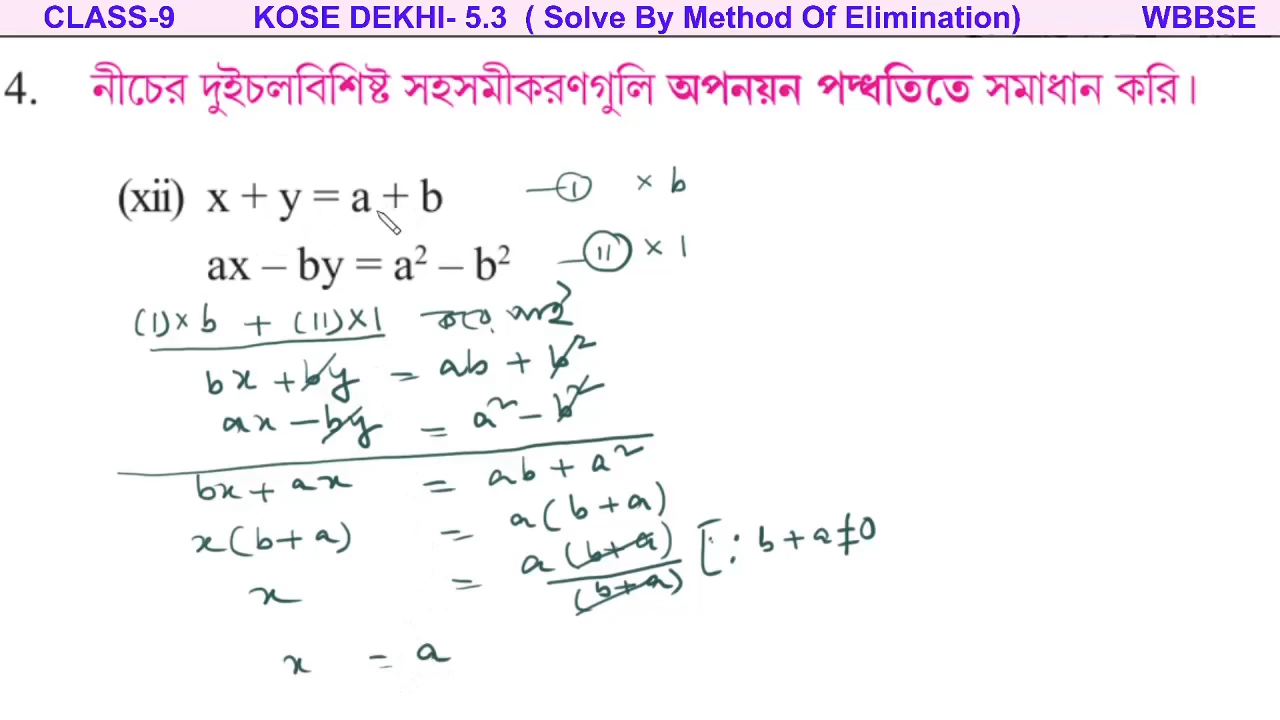 CLASS-9 KOSE DEKHI- 5.3 ( Solve By Method Of Elimination) WBBSE
4. নীচের দুইচলবিশিষ্ট সহসমীকরণগুলি অপনয়ন পদ্ধতিতে সমাধান করি।
(xii) x + y = a + b —(I) × b
ax – by = a² – b² —(II) × 1
(I)× b + (II)×1 করে পাই
bx + by = ab + b²
ax – by = a² – b²
bx + ax = ab + a²
x(b + a) = a(b + a)
x = a(b+a)/(b+a) [∵ b + a ≠ 0
x = a